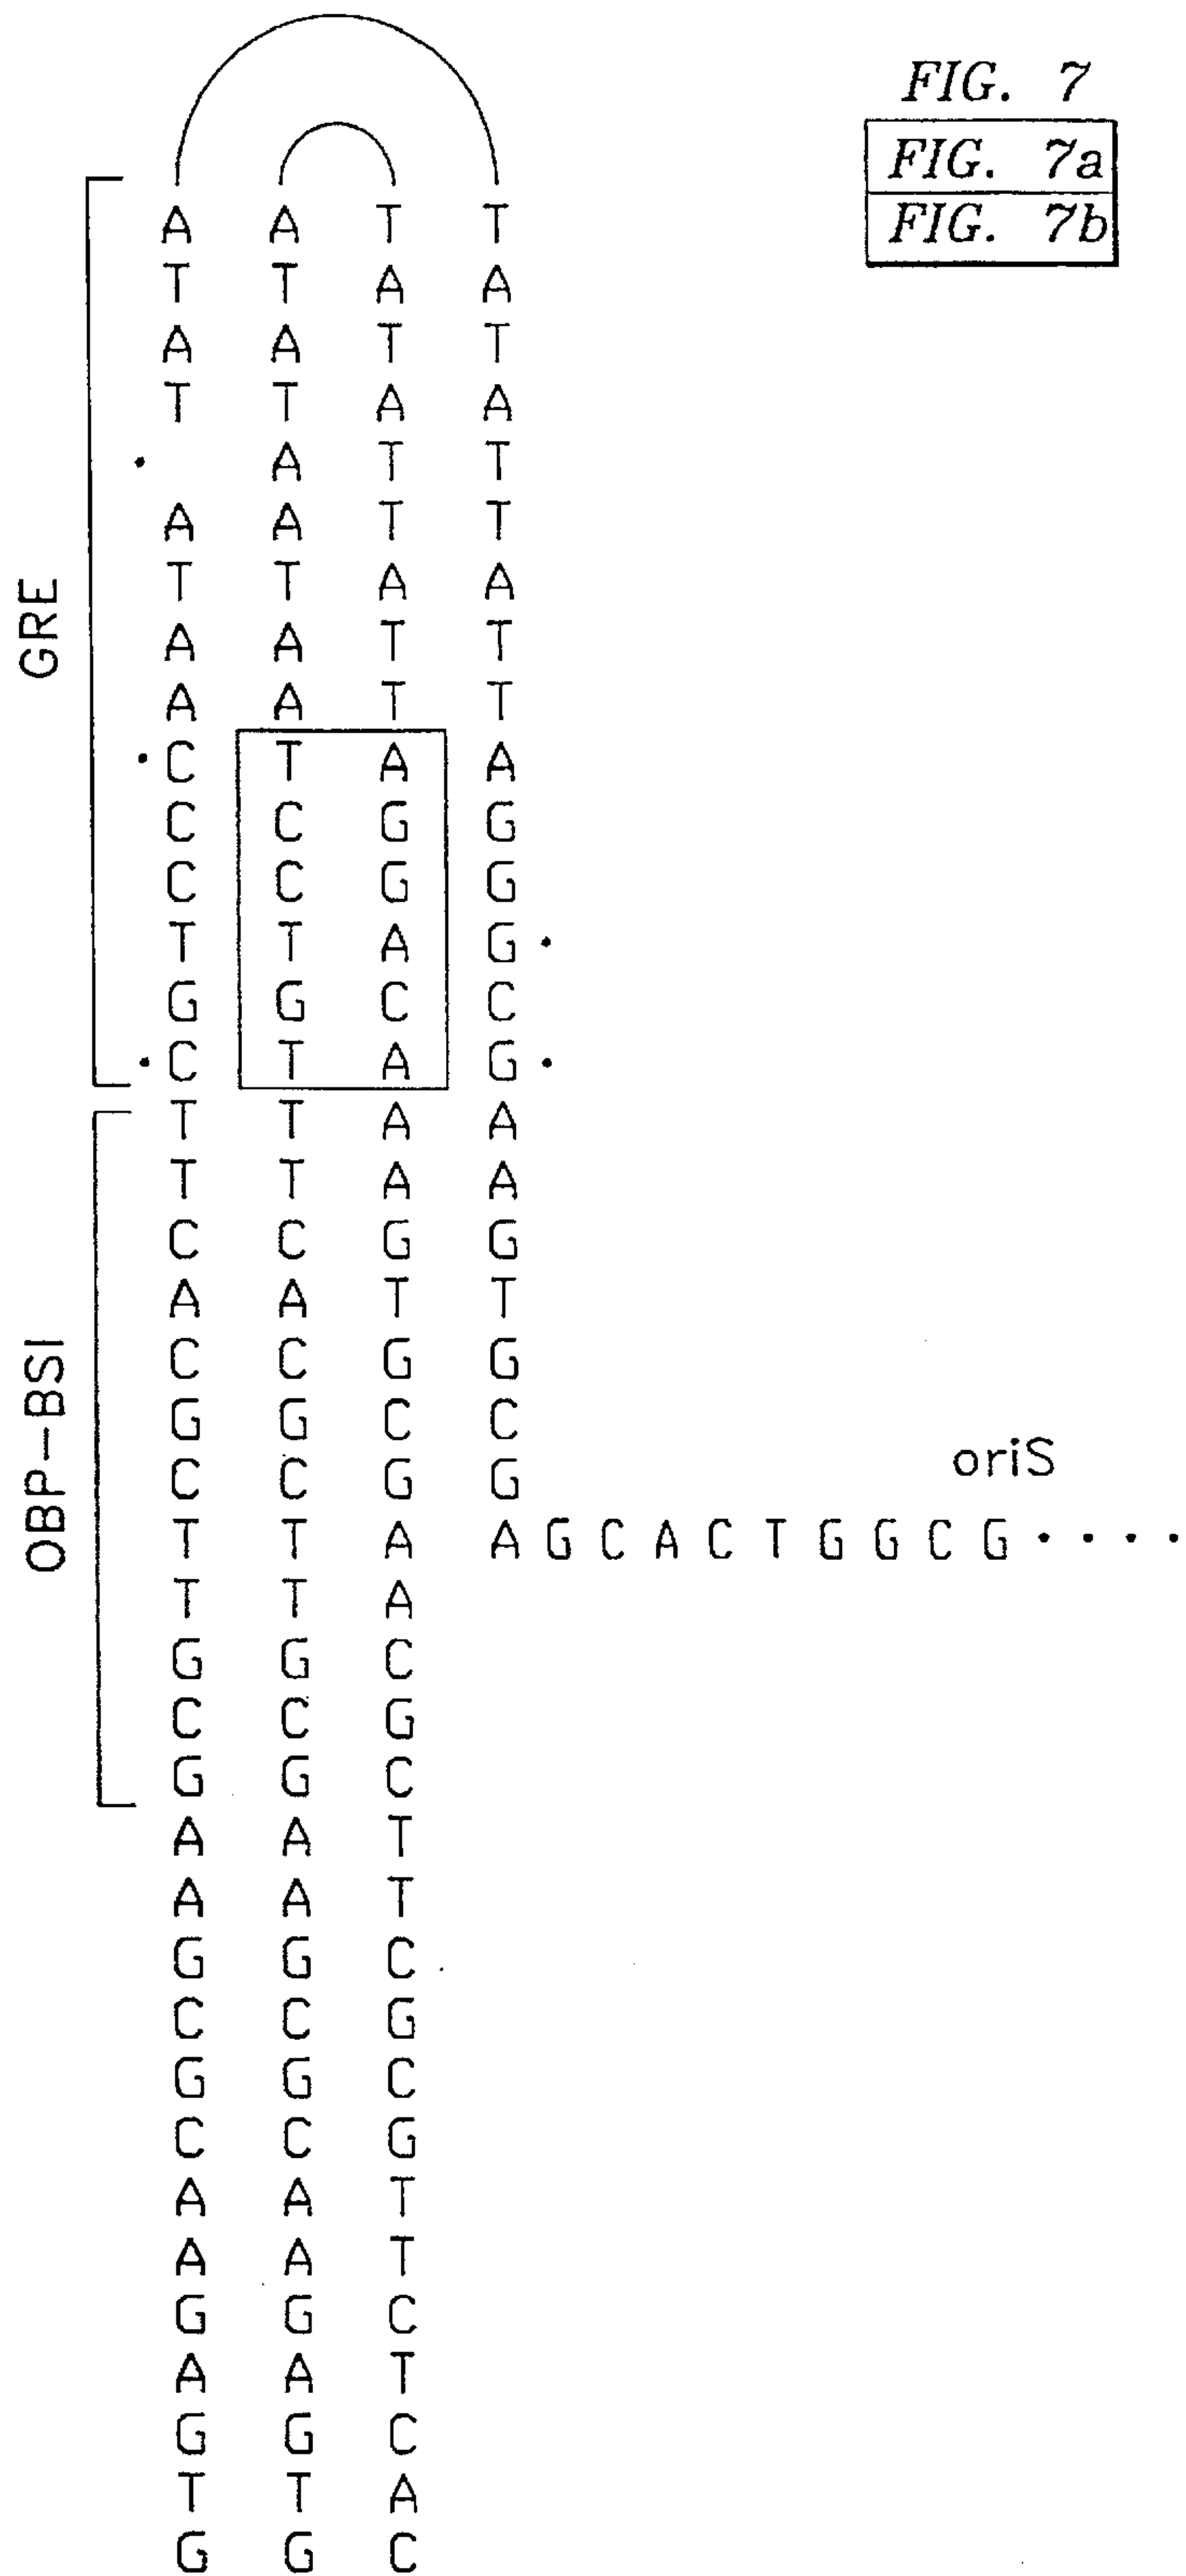 FIG. 7
FIG. 7a
FIG. 7b
A A T T
T T A A
A A T T
T T A A
· A T T
A A T T
T T A A
A A T T
A A T T
· C T A A
C C G G
C C G G
T T A G ·
G G C C
· C T A G ·
T T A A
T T A A
C C G G
A A T T
C C G G
G G C C
C C G G
oriS
T T A A G C A C T G G C G · · · ·
T T A
G G C
C C G
G G C
A A T
A A T
G G C
C C G
G G C
C C G
A A T
A A T
G G C
A A T
G G C
T T A
G G C
GRE
OBP-BSI